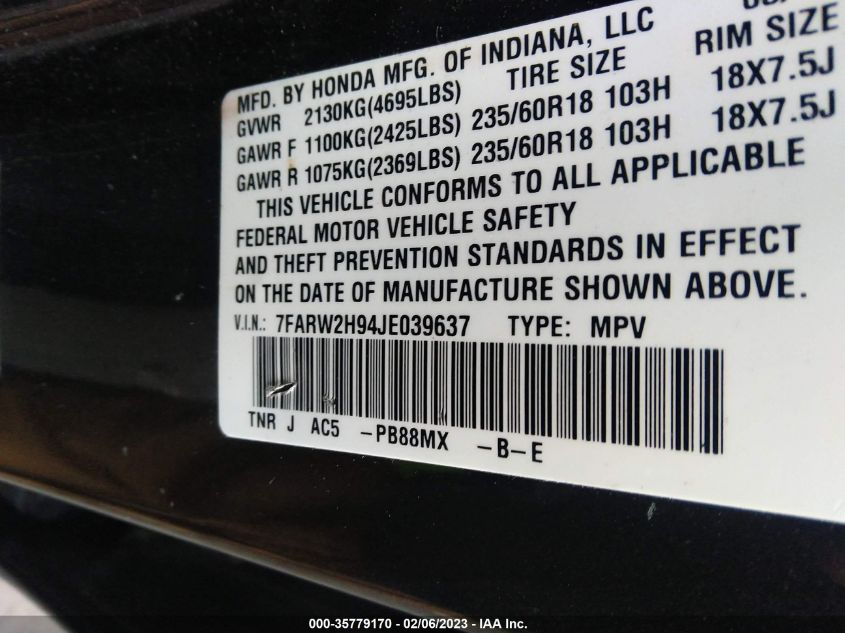 MFD. BY HONDA MFG. OF INDIANA, LLC
GVWR 2130KG(4695LBS) TIRE SIZE RIM SIZE
GAWR F 1100KG(2425LBS) 235/60R18 103H 18X7.5J
GAWR R 1075KG(2369LBS) 235/60R18 103H 18X7.5J
THIS VEHICLE CONFORMS TO ALL APPLICABLE
FEDERAL MOTOR VEHICLE SAFETY
AND THEFT PREVENTION STANDARDS IN EFFECT
ON THE DATE OF MANUFACTURE SHOWN ABOVE.
V.I.N.: 7FARW2H94JE039637 TYPE: MPV
TNR J AC5 -PB88MX -B-E
000-35779170 - 02/06/2023 - IAA Inc.